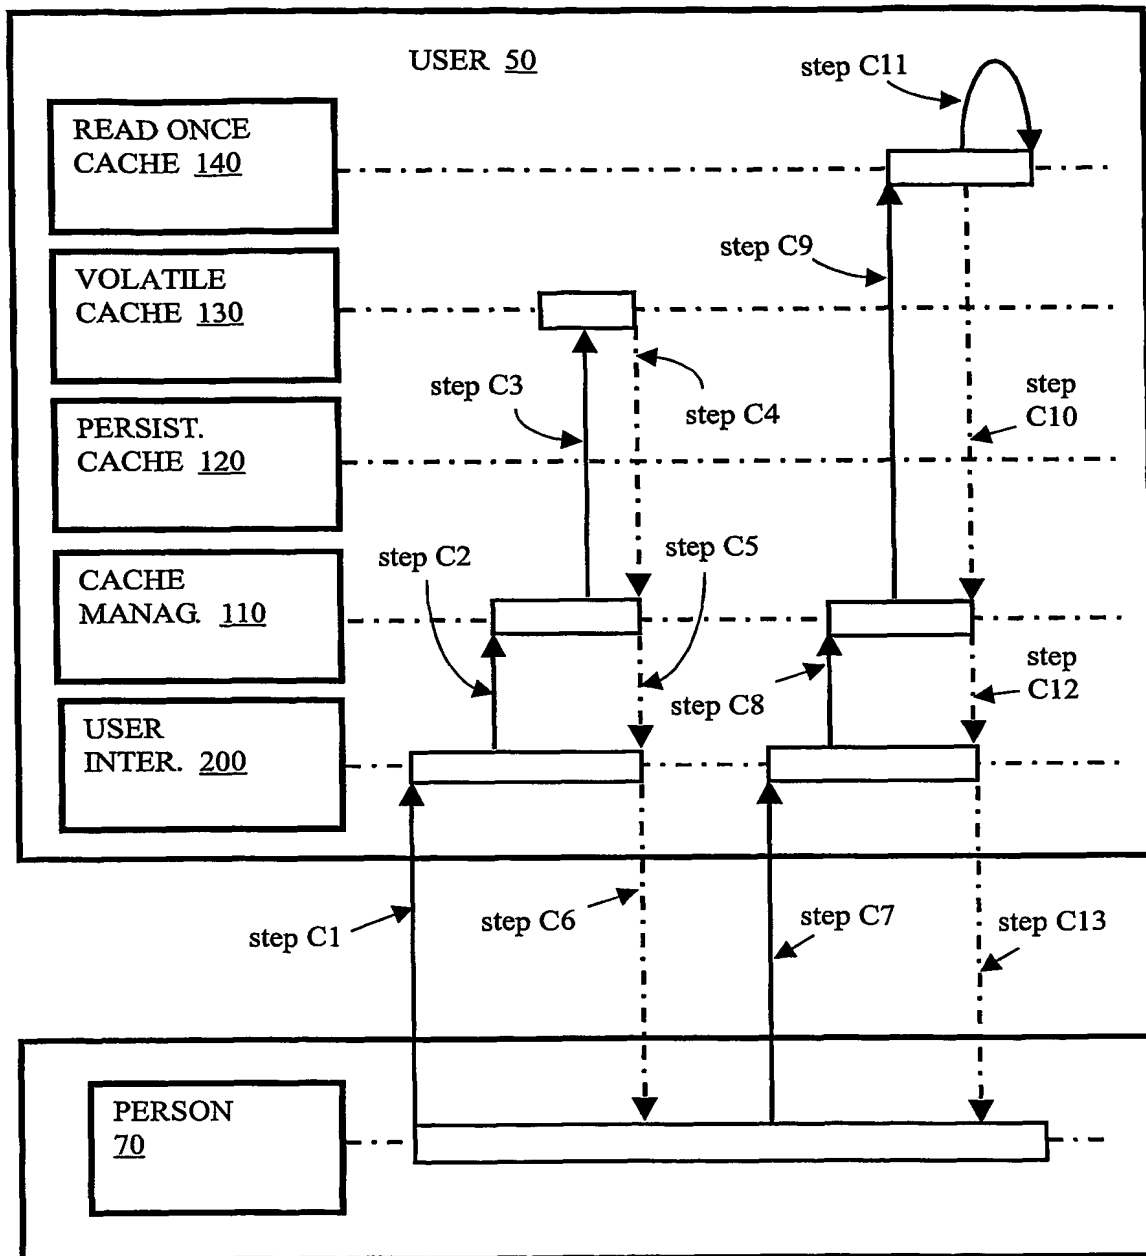 USER 50
step C11
READ ONCE
CACHE 140
step C9
VOLATILE
CACHE 130
step C3
step C4
step
C10
PERSIST.
CACHE 120
step C2
step C5
CACHE
MANAG. 110
step C8
step
C12
USER
INTER. 200
step C1
step C6
step C7
step C13
PERSON
70